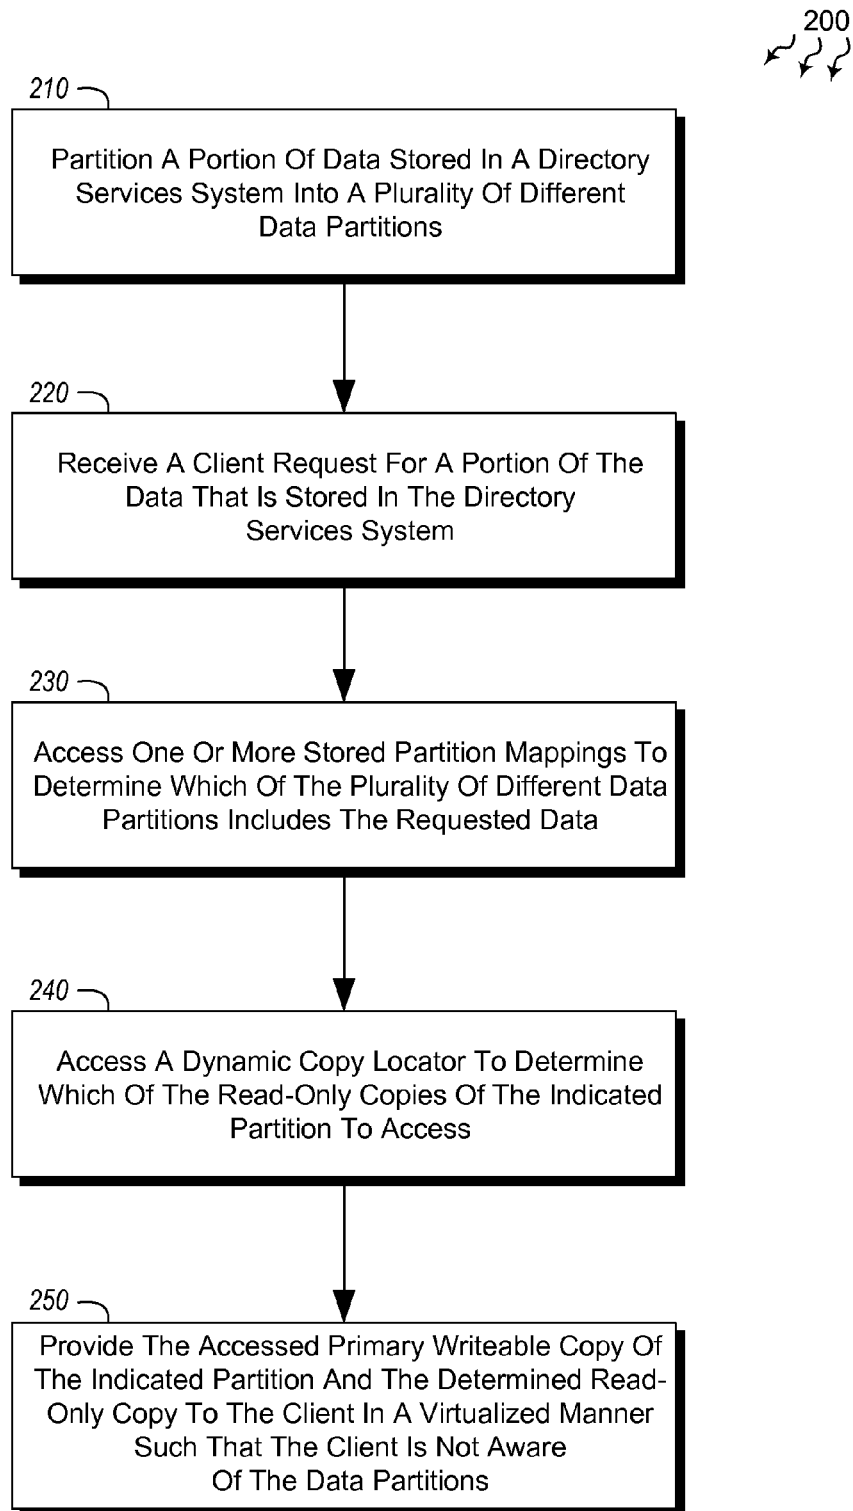 200
210
Partition A Portion Of Data Stored In A Directory
Services System Into A Plurality Of Different
Data Partitions
220
Receive A Client Request For A Portion Of The
Data That Is Stored In The Directory
Services System
230
Access One Or More Stored Partition Mappings To
Determine Which Of The Plurality Of Different Data
Partitions Includes The Requested Data
240
Access A Dynamic Copy Locator To Determine
Which Of The Read-Only Copies Of The Indicated
Partition To Access
250
Provide The Accessed Primary Writeable Copy Of
The Indicated Partition And The Determined Read-
Only Copy To The Client In A Virtualized Manner
Such That The Client Is Not Aware
Of The Data Partitions